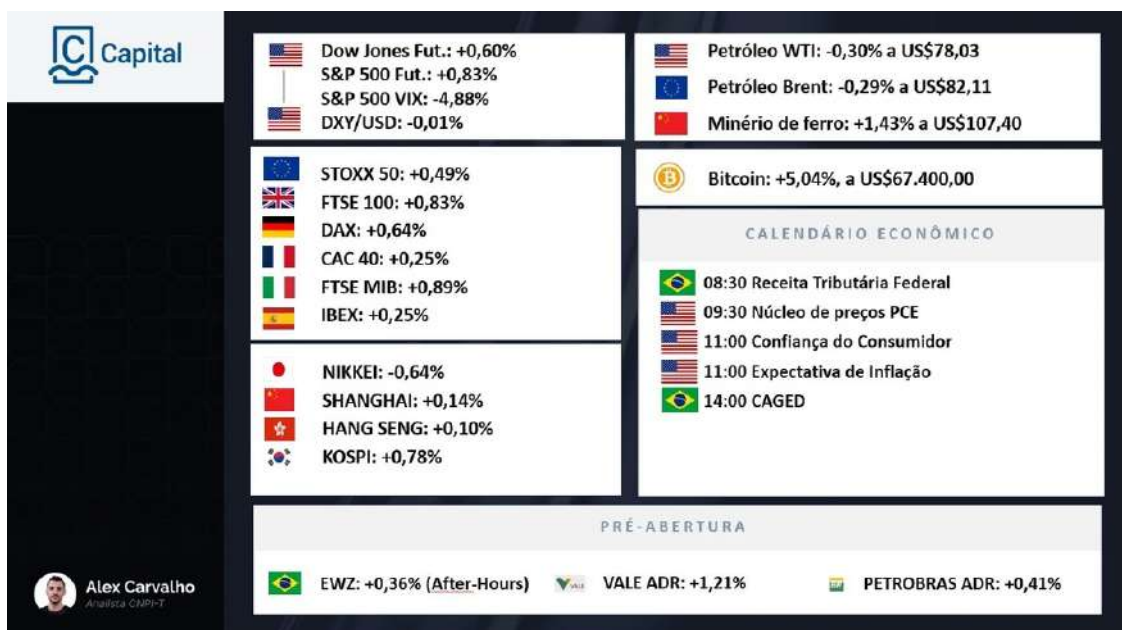 Capital
Dow Jones Fut.: +0,60%
S&P 500 Fut.: +0,83%
S&P 500 VIX: -4,88%
DXY/USD: -0,01%
STOXX 50: +0,49%
FTSE 100: +0,83%
DAX: +0,64%
CAC 40: +0,25%
FTSE MIB: +0,89%
IBEX: +0,25%
NIKKEI: -0,64%
SHANGHAI: +0,14%
HANG SENG: +0,10%
KOSPI: +0,78%
Petróleo WTI: -0,30% a US$78,03
Petróleo Brent: -0,29% a US$82,11
Minério de ferro: +1,43% a US$107,40
Bitcoin: +5,04%, a US$67.400,00
CALENDÁRIO ECONÔMICO
08:30 Receita Tributária Federal
09:30 Núcleo de preços PCE
11:00 Confiança do Consumidor
11:00 Expectativa de Inflação
14:00 CAGED
PRÉ-ABERTURA
EWZ: +0,36% (After-Hours)
VALE
VALE ADR: +1,21%
PETROBRAS ADR: +0,41%
Alex Carvalho
Analista CNPI-T